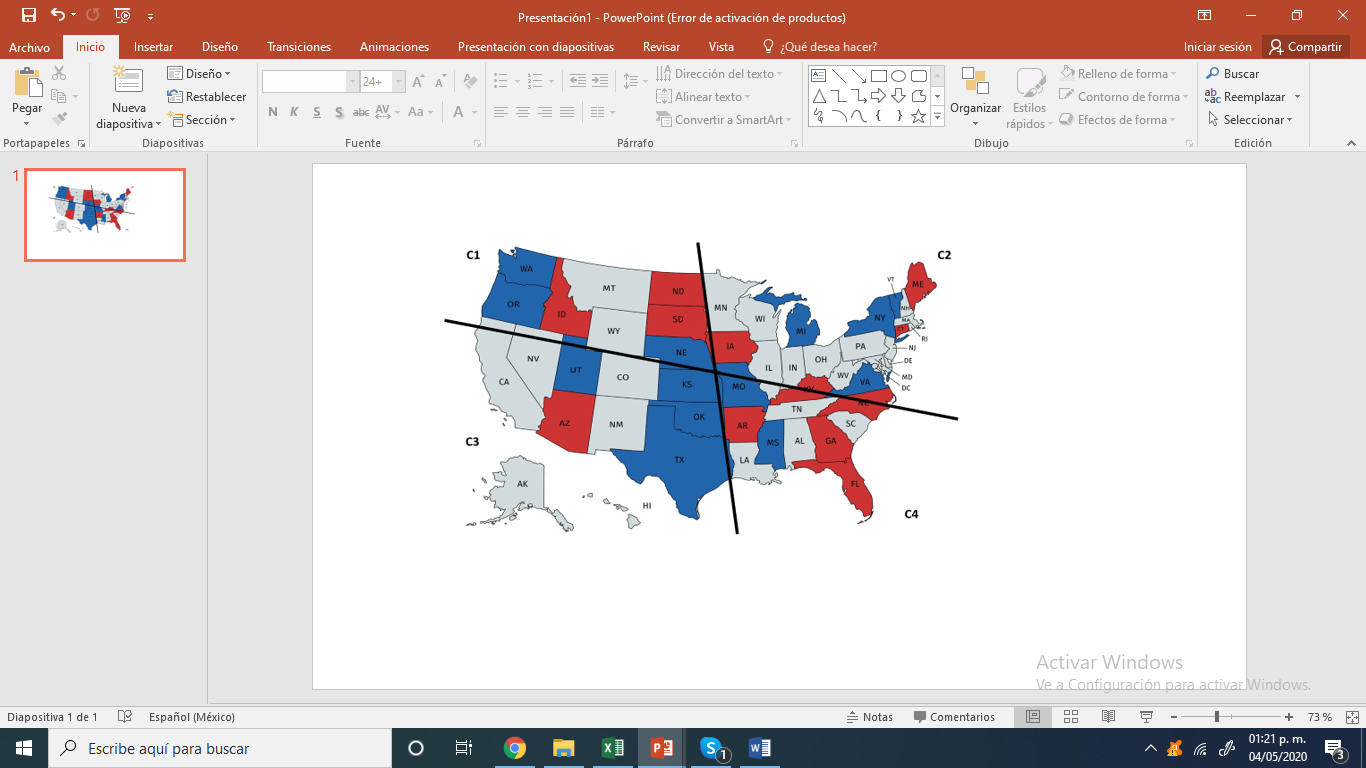 Presentación1 - PowerPoint (Error de activación de productos)
Archivo Inicio Insertar Diseño Transiciones Animaciones Presentación con diapositivas Revisar Vista ¿Qué desea hacer? Iniciar sesión Compartir
Pegar
Nueva diapositiva
Diseño
Restablecer
Sección
24+
N K S S abc AV Aa A
Dirección del texto
Alinear texto
Convertir a SmartArt
Organizar
Estilos rápidos
Relleno de forma
Contorno de forma
Efectos de forma
Buscar
Reemplazar
Seleccionar
Portapapeles Diapositivas Fuente Párrafo Dibujo Edición
1
C1 C2
WA
MT
ND
OR
ID
SD
WY
MN
WI
MI
VT
ME
NH
NY
MA
CT
RI
NJ
PA
DE
MD
DC
NE
IA
IL
IN
OH
WV
VA
NV
UT
CO
KS
MO
KY
CA
AZ
NM
OK
AR
TN
NC
SC
TX
LA
MS
AL
GA
FL
C3
AK
HI
C4
Activar Windows
Ve a Configuración para activar Windows.
Diapositiva 1 de 1 Español (México) Notas Comentarios 73 %
Escribe aquí para buscar
1
01:21 p. m.
04/05/2020
3